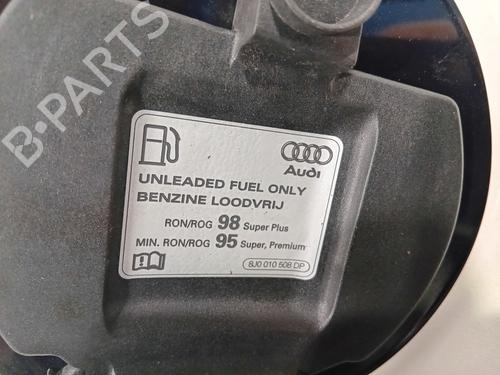 B-PARTS
Audi
UNLEADED FUEL ONLY
BENZINE LOODVRIJ
RON/ROG 98 Super Plus
MIN. RON/ROG 95 Super, Premium
8J0 010 508 DP